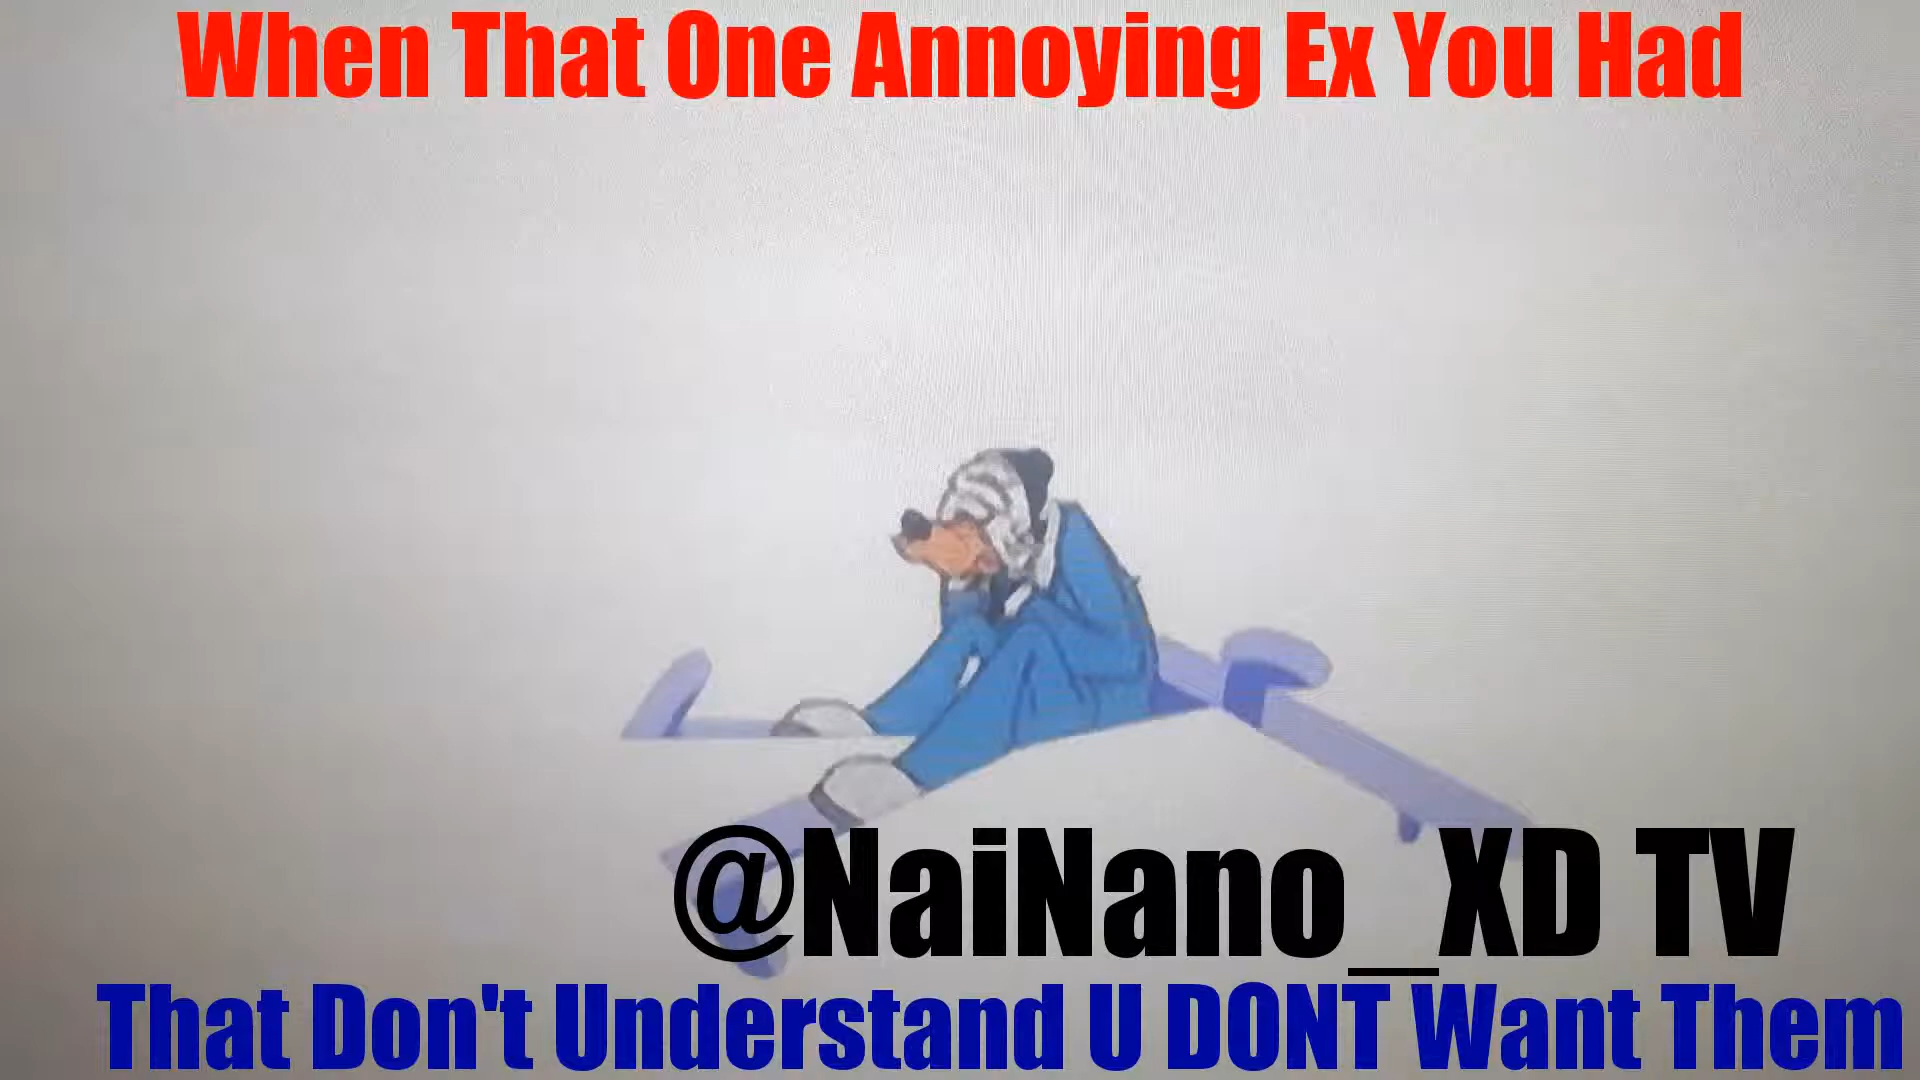 When That One Annoying Ex You Had
@NaiNano_XD TV
That Don't Understand U DONT Want Them